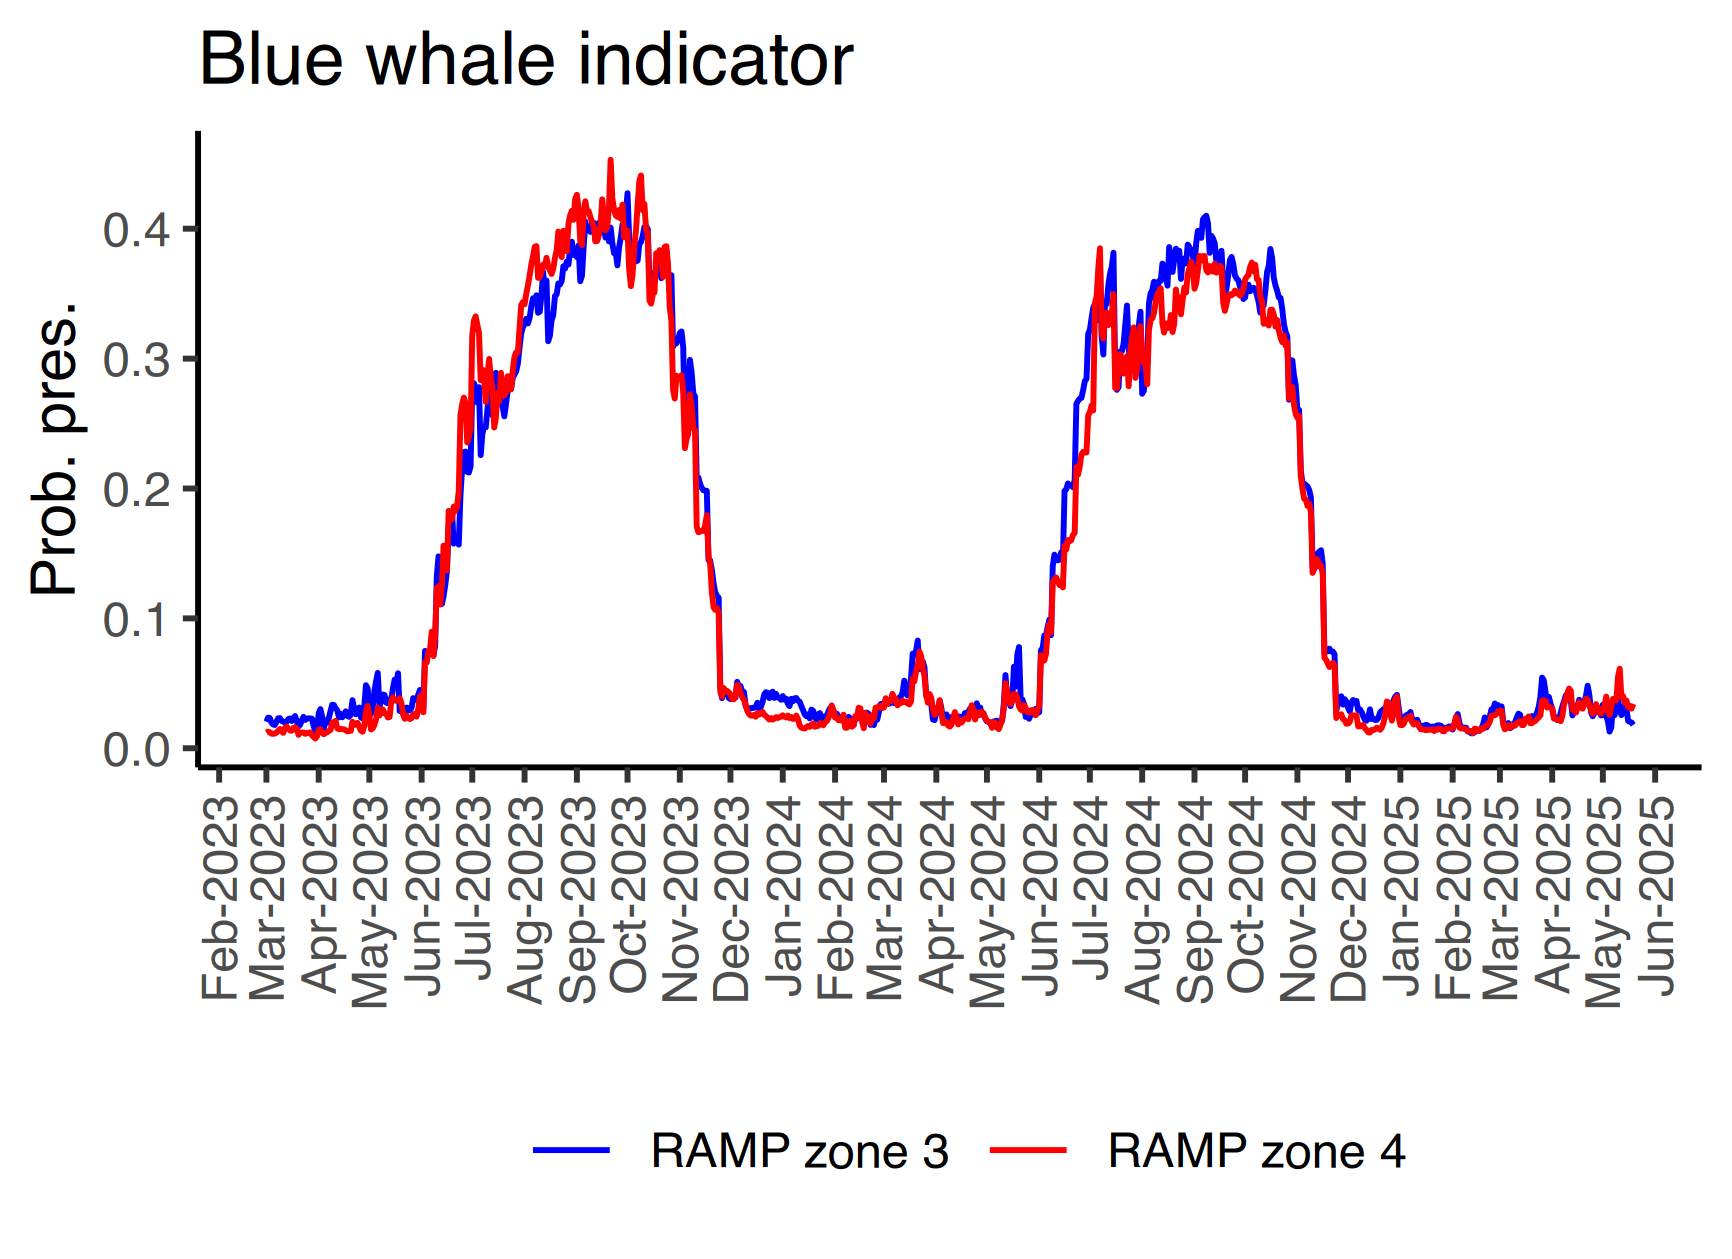 Blue whale indicator
Prob. pres.
0.4
0.3
0.2
0.1
0.0
Feb-2023
Mar-2023
Apr-2023
May-2023
Jun-2023
Jul-2023
Aug-2023
Sep-2023
Oct-2023
Nov-2023
Dec-2023
Jan-2024
Feb-2024
Mar-2024
Apr-2024
May-2024
Jun-2024
Jul-2024
Aug-2024
Sep-2024
Oct-2024
Nov-2024
Dec-2024
Jan-2025
Feb-2025
Mar-2025
Apr-2025
May-2025
Jun-2025
RAMP zone 3 RAMP zone 4